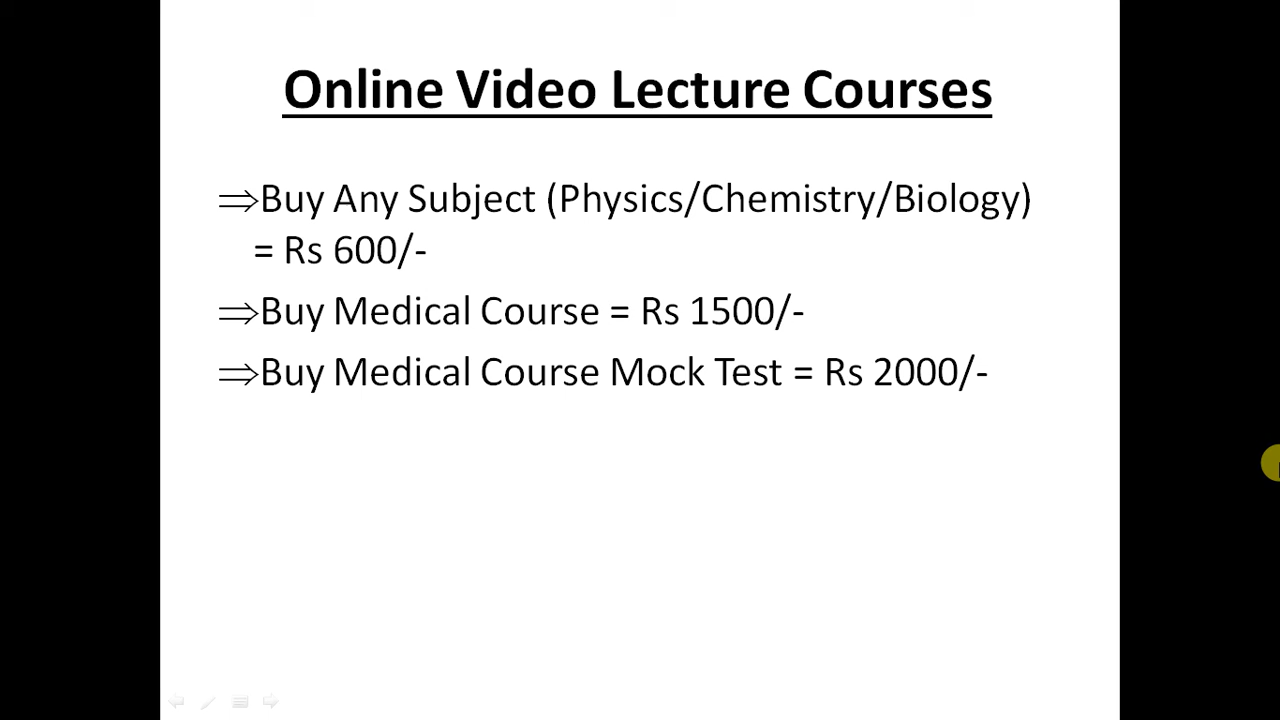 Online Video Lecture Courses
⇒Buy Any Subject (Physics/Chemistry/Biology)
= Rs 600/-
⇒Buy Medical Course = Rs 1500/-
⇒Buy Medical Course Mock Test = Rs 2000/-